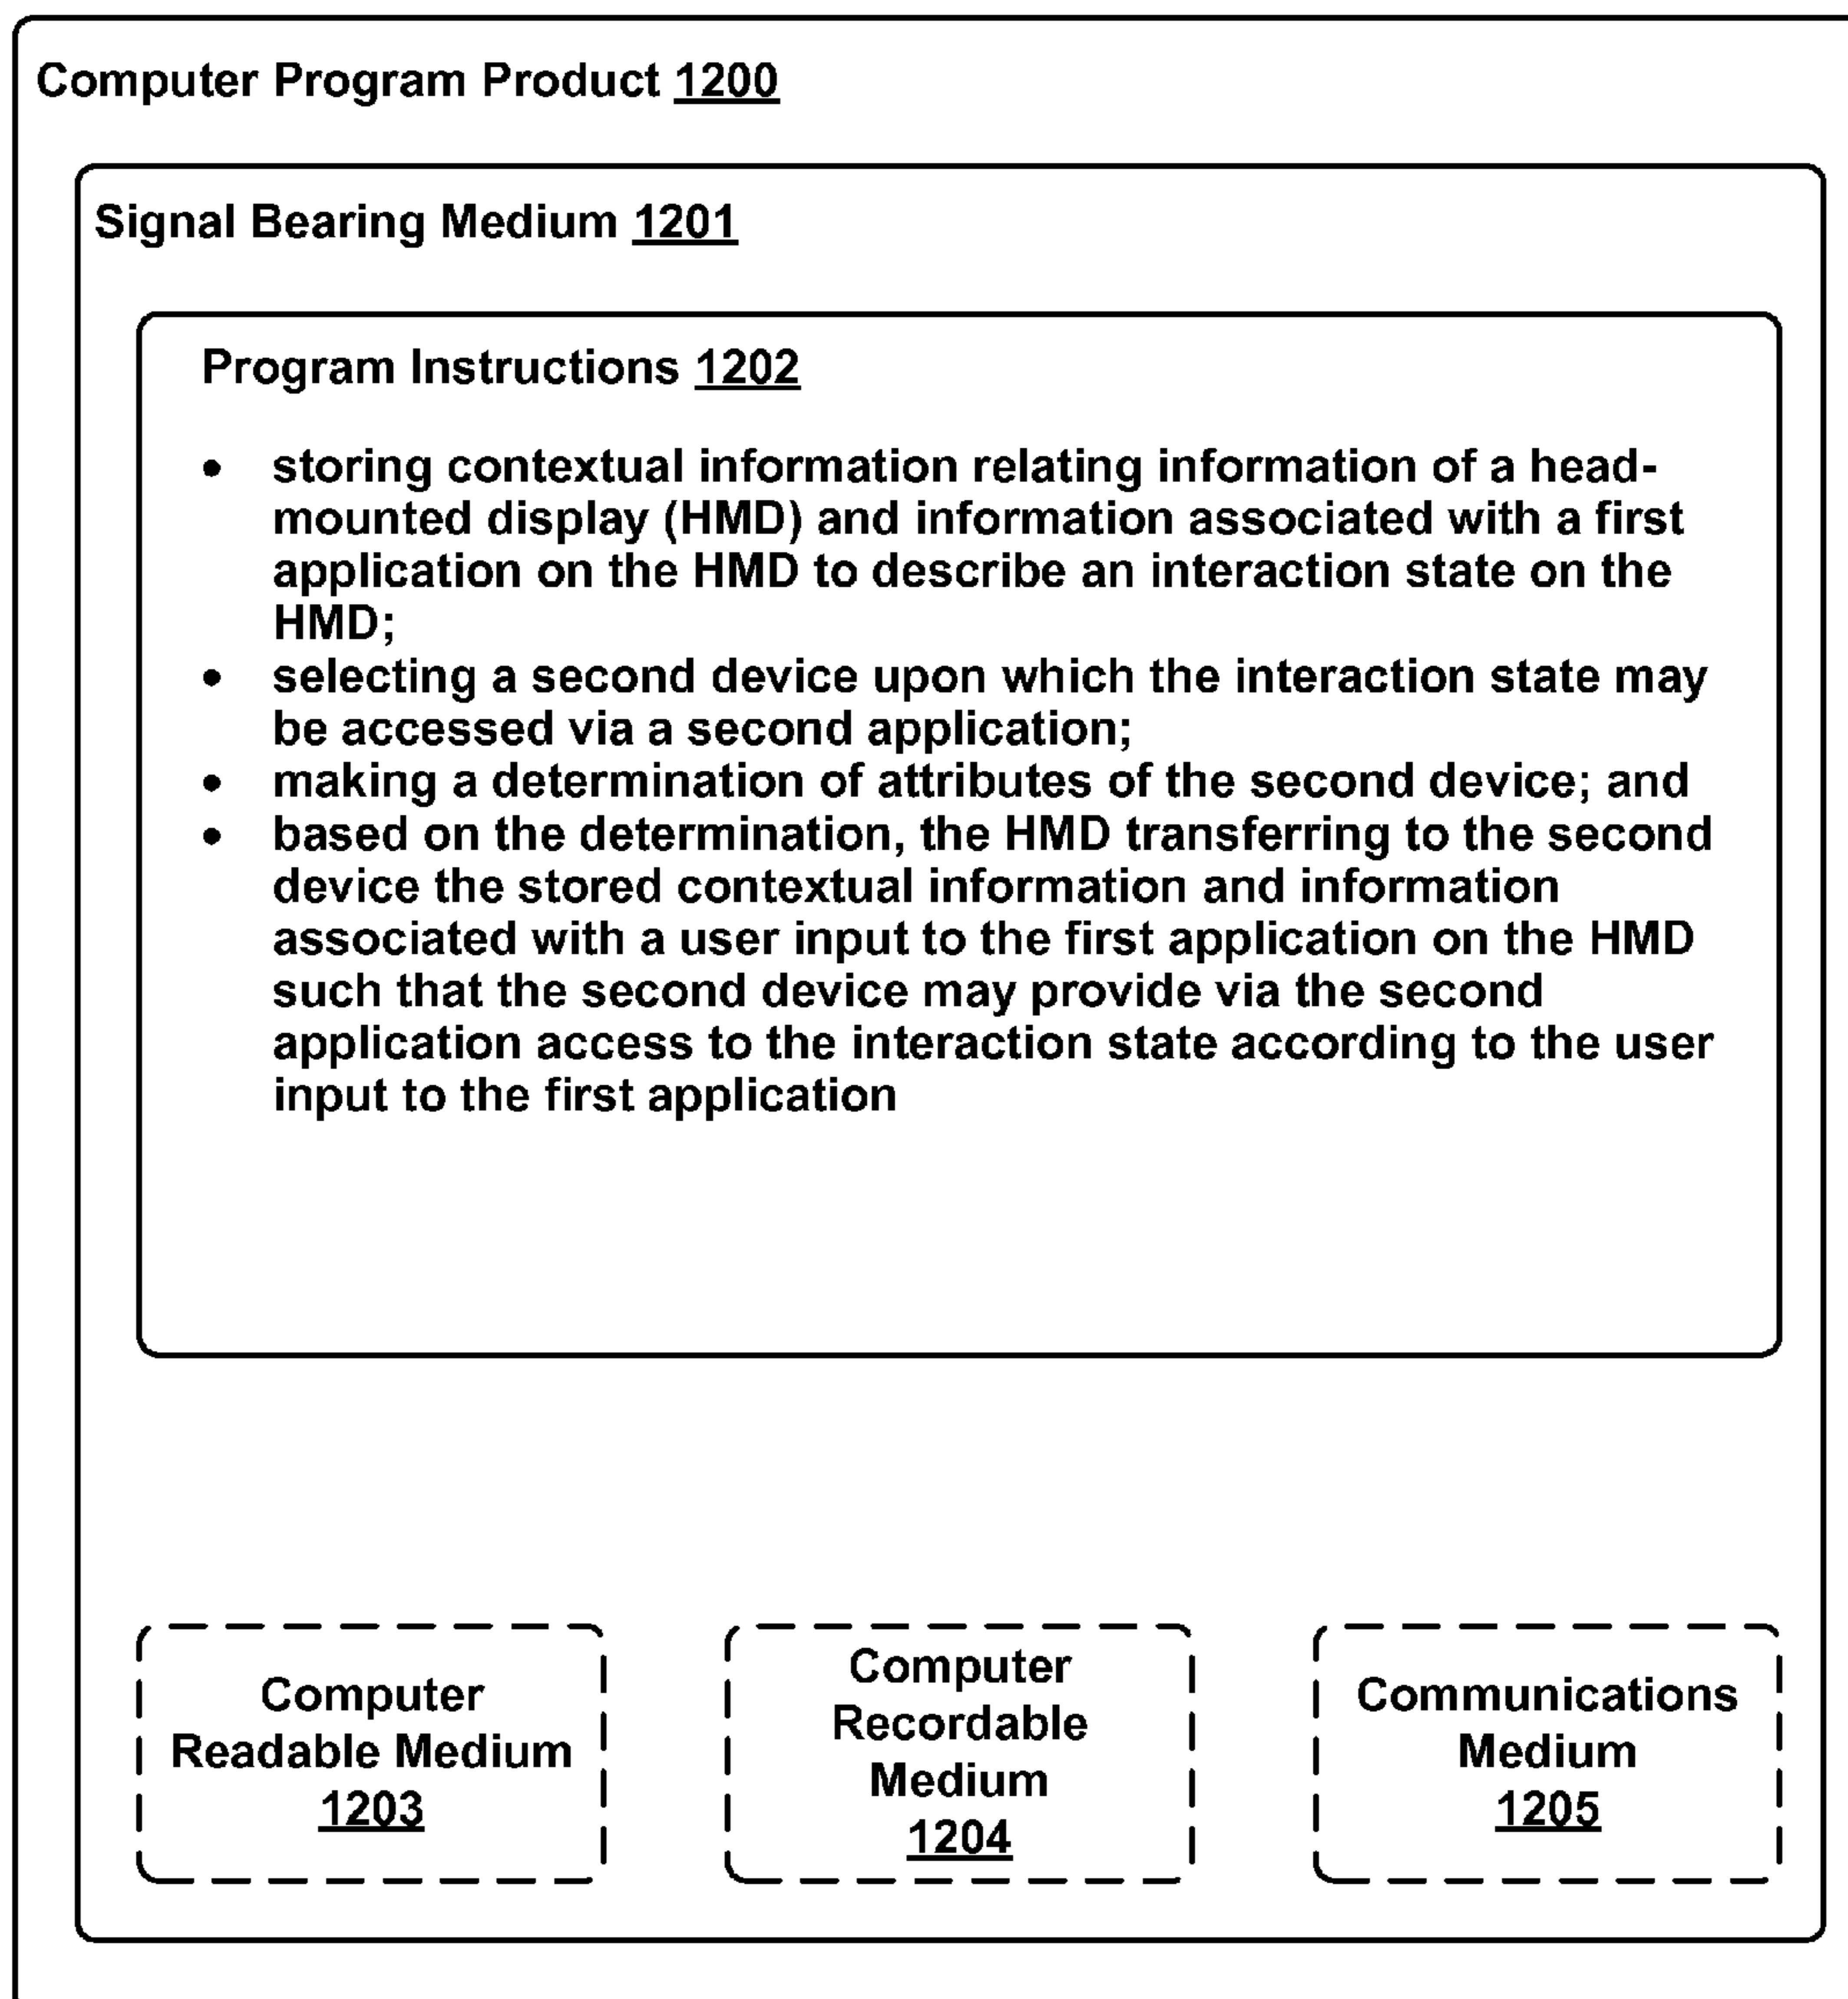 Computer Program Product 1200
Signal Bearing Medium 1201
Program Instructions 1202
• storing contextual information relating information of a head-
mounted display (HMD) and information associated with a first
application on the HMD to describe an interaction state on the
HMD;
• selecting a second device upon which the interaction state may
be accessed via a second application;
• making a determination of attributes of the second device; and
• based on the determination, the HMD transferring to the second
device the stored contextual information and information
associated with a user input to the first application on the HMD
such that the second device may provide via the second
application access to the interaction state according to the user
input to the first application
Computer
Readable Medium
1203
Computer
Recordable
Medium
1204
Communications
Medium
1205